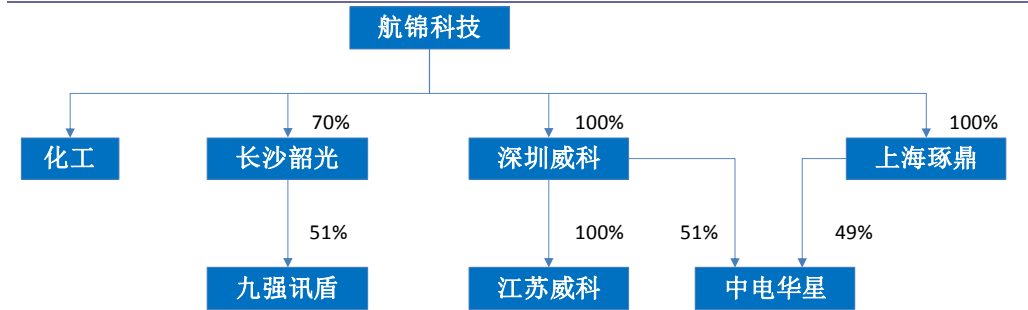 航锦科技
70%
100%
100%
化工
长沙韶光
深圳威科
上海琢鼎
51%
100%
51%
49%
九强讯盾
江苏威科
中电华星